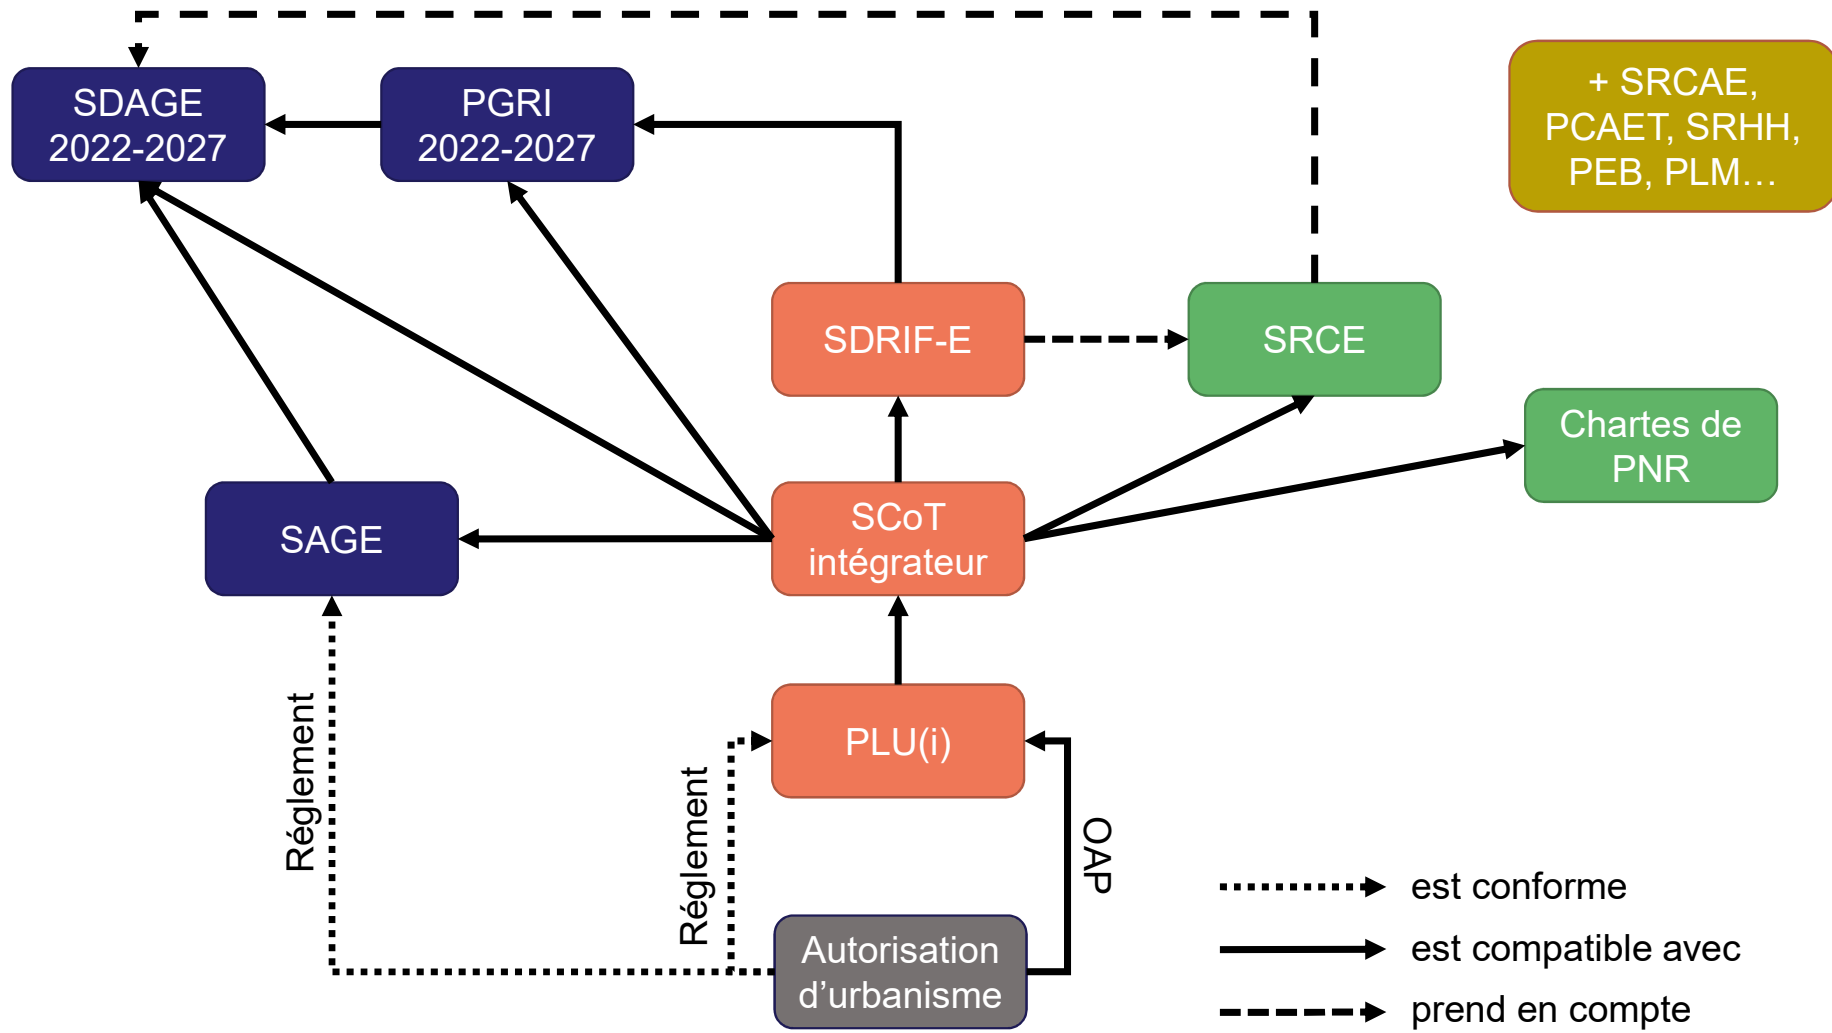 SDAGE
2022-2027
PGRI
2022-2027
+ SRCAE,
PCAET, SRHH,
PEB, PLM…
SDRIF-E
SRCE
Chartes de
PNR
SAGE
SCoT
intégrateur
PLU(i)
Réglement
Réglement
OAP
Autorisation
d’urbanisme
est conforme
est compatible avec
prend en compte